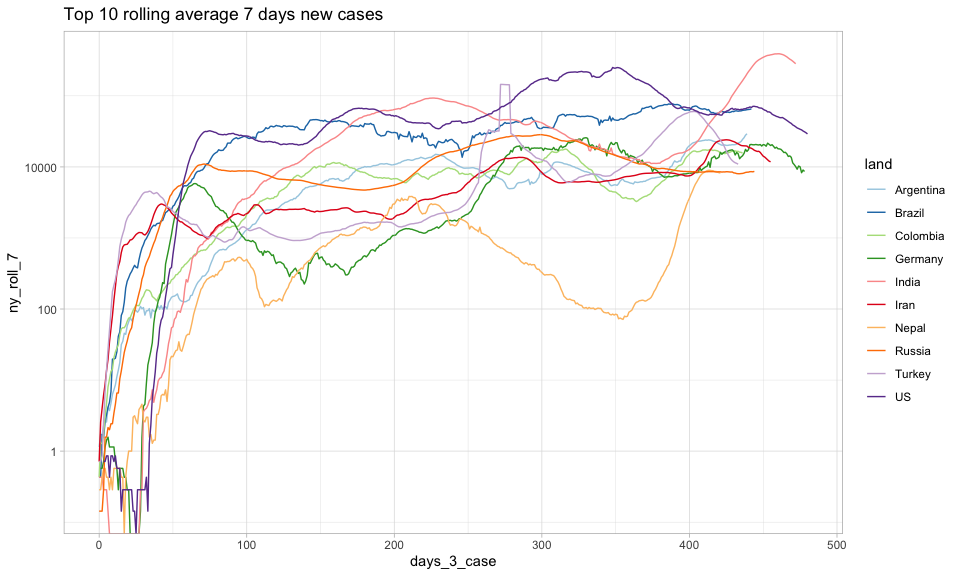 Top 10 rolling average 7 days new cases
ny_roll_7
10000
100
1
0
100
200
300
400
500
days_3_case
land
Argentina
Brazil
Colombia
Germany
India
Iran
Nepal
Russia
Turkey
US